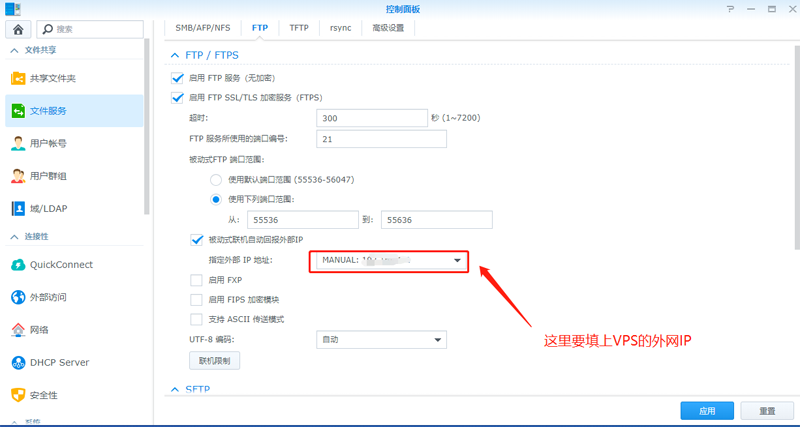 控制面板
搜索
SMB/AFP/NFS FTP TFTP rsync 高级设置
文件共享
共享文件夹
文件服务
用户帐号
用户群组
域/LDAP
连接性
QuickConnect
外部访问
网络
DHCP Server
安全性
系统
FTP / FTPS
启用 FTP 服务（无加密）
启用 FTP SSL/TLS 加密服务（FTPS）
超时: 300 秒 (1~7200)
FTP 服务所使用的端口编号: 21
被动式FTP 端口范围:
使用默认端口范围 (55536-56047)
使用下列端口范围:
从: 55536 到: 55636
被动式联机自动回报外部IP
指定外部 IP 地址: MANUAL:
启用 FXP
启用 FIPS 加密模块
支持 ASCII 传送模式
UTF-8 编码: 自动
联机限制
SFTP
这里要填上VPS的外网IP
应用 重置